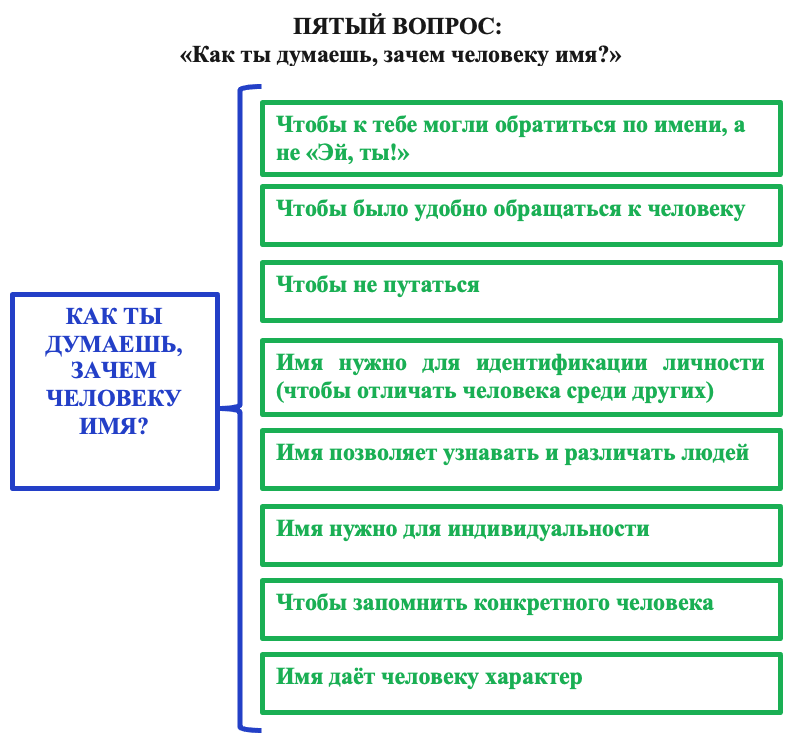 ПЯТЫЙ ВОПРОС:
«Как ты думаешь, зачем человеку имя?»
КАК ТЫ
ДУМАЕШЬ,
ЗАЧЕМ
ЧЕЛОВЕКУ
ИМЯ?
Чтобы к тебе могли обратиться по имени, а
не «Эй, ты!»
Чтобы было удобно обращаться к человеку
Чтобы не путаться
Имя нужно для идентификации личности
(чтобы отличать человека среди других)
Имя позволяет узнавать и различать людей
Имя нужно для индивидуальности
Чтобы запомнить конкретного человека
Имя даёт человеку характер